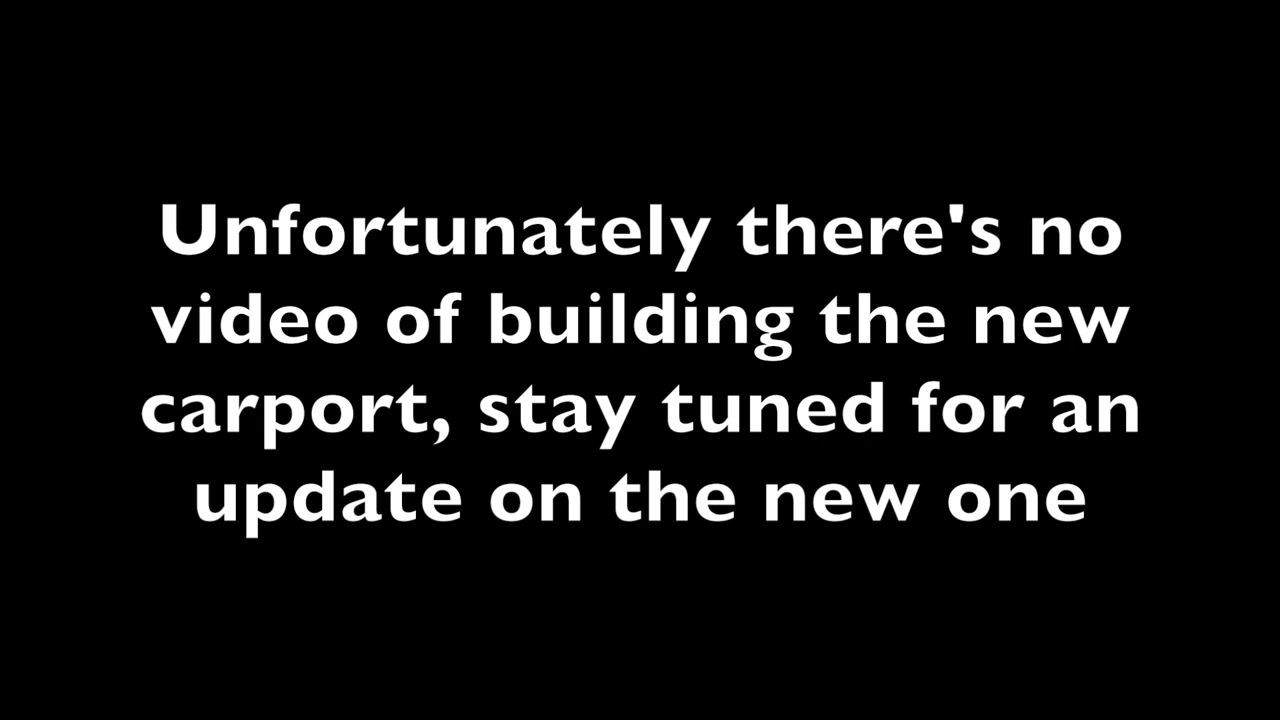 Unfortunately there's no
video of building the new
carport, stay tuned for an
update on the new one